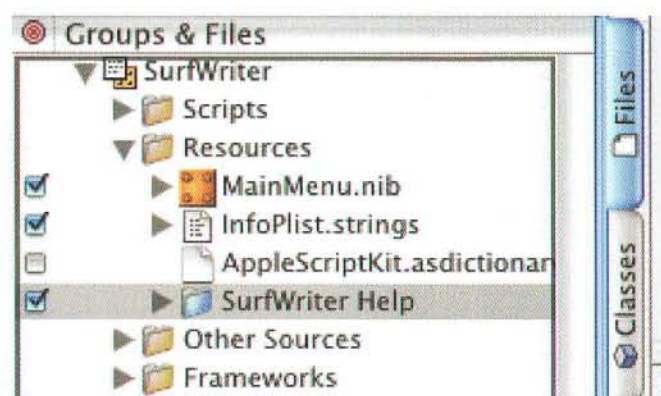 Groups & Files
SurfWriter
Scripts
Resources
MainMenu.nib
InfoPlist.strings
AppleScriptKit.asdictionar
SurfWriter Help
Other Sources
Frameworks
Files
Classes